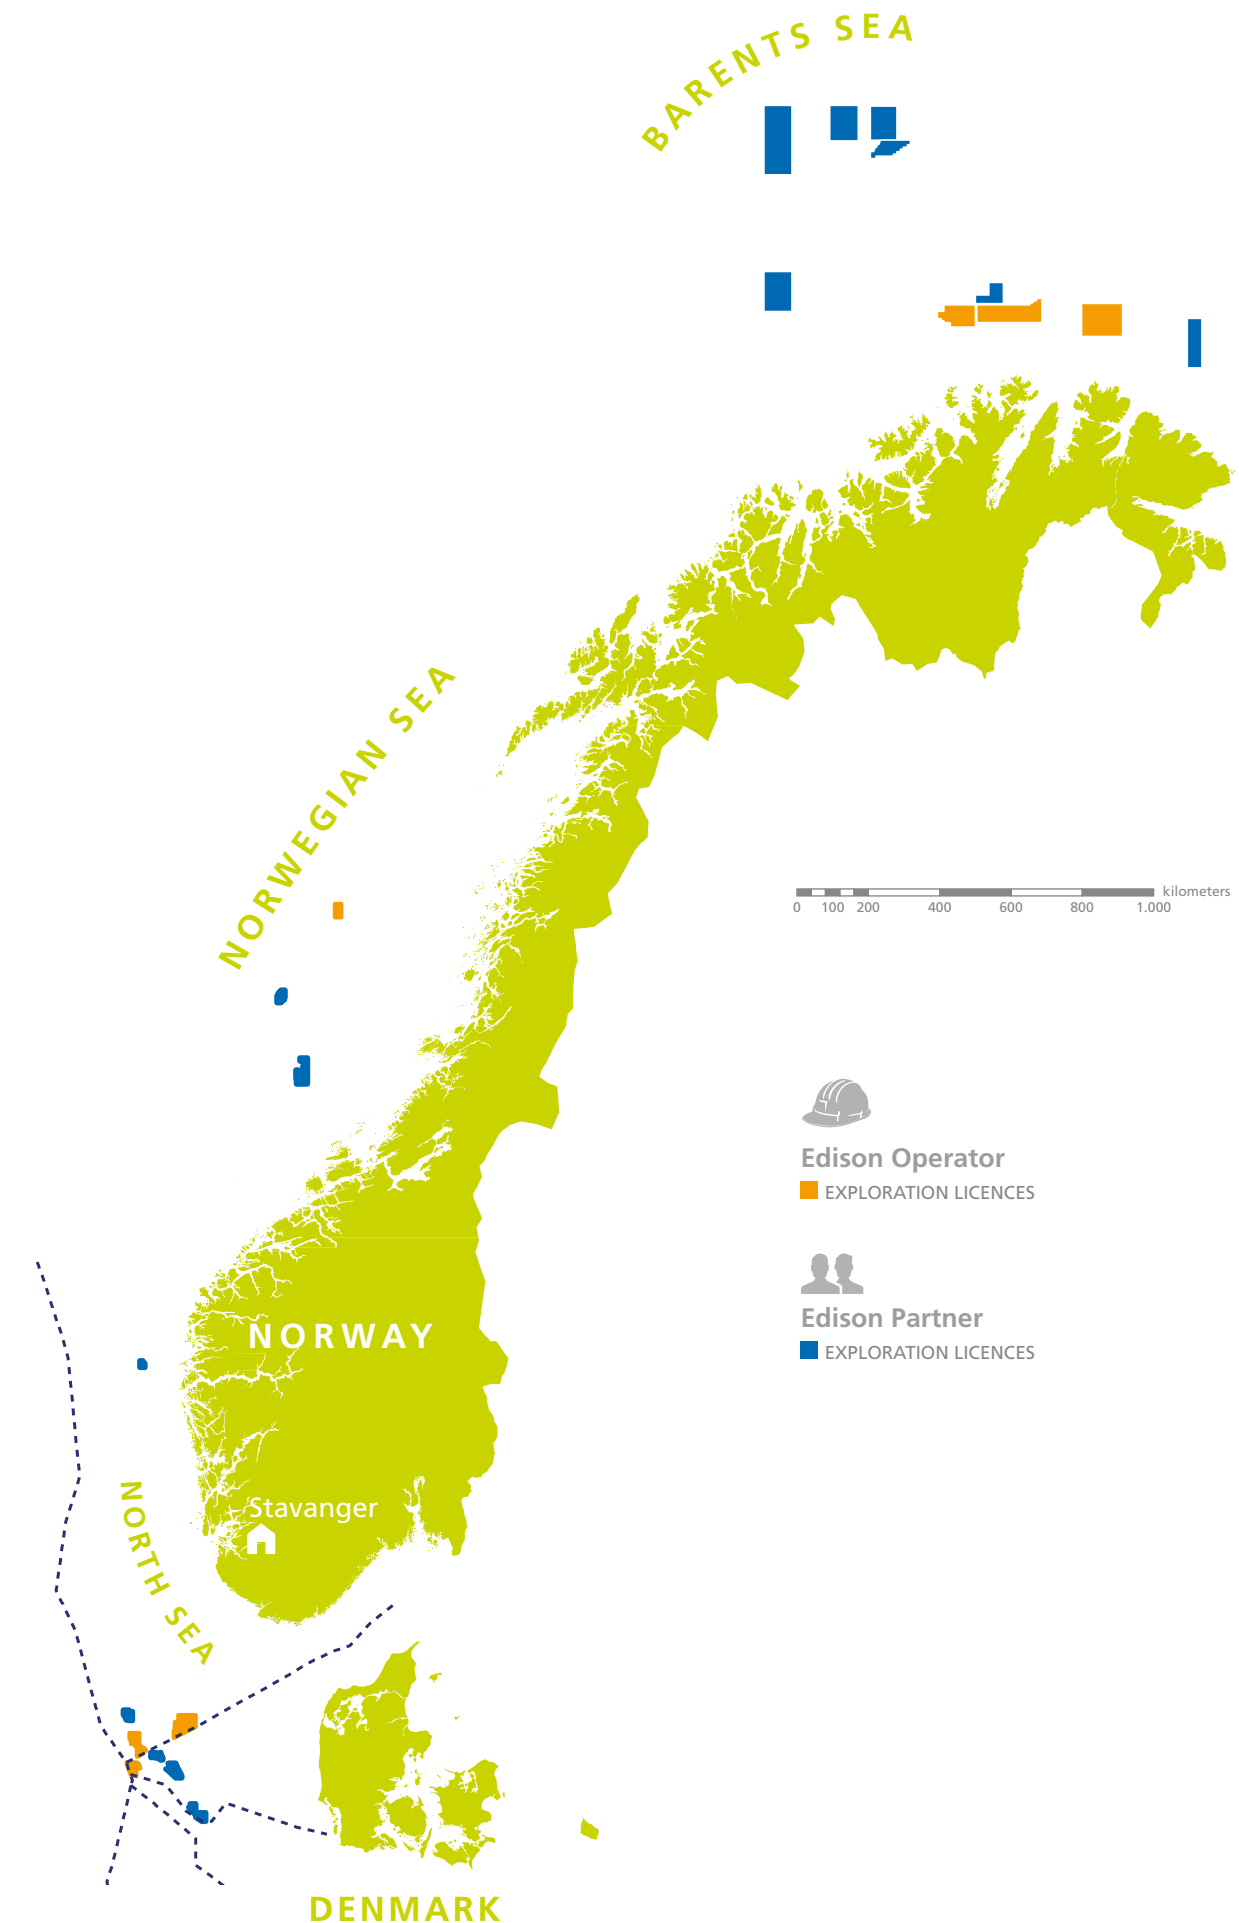 BARENTS SEA
NORWEGIAN SEA
kilometers
0 100 200 400 600 800 1.000
Edison Operator
EXPLORATION LICENCES
Edison Partner
EXPLORATION LICENCES
NORWAY
Stavanger
NORTH SEA
DENMARK